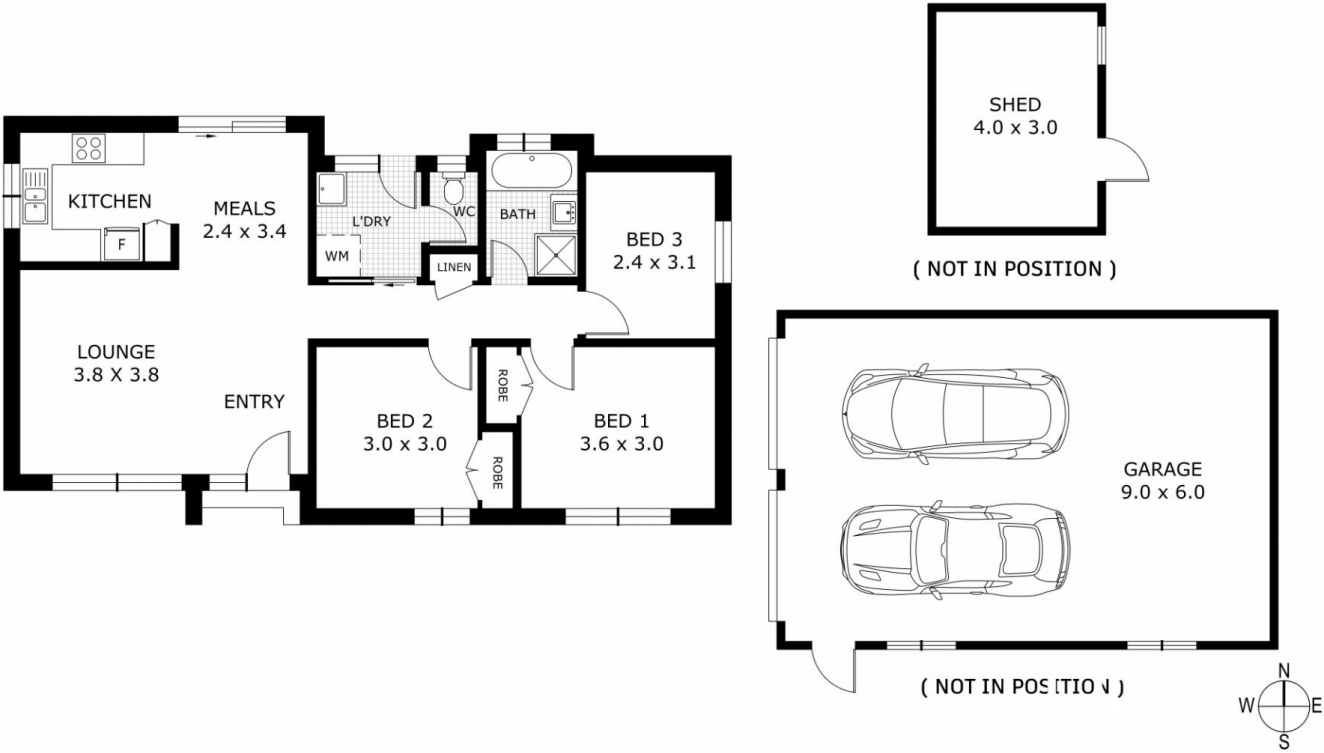 SHED
4.0 x 3.0
( NOT IN POSITION )
KITCHEN
MEALS
2.4 x 3.4
F
L'DRY
WM
WC
LINEN
BATH
BED 3
2.4 x 3.1
LOUNGE
3.8 X 3.8
ENTRY
BED 2
3.0 x 3.0
ROBE
ROBE
BED 1
3.6 x 3.0
GARAGE
9.0 x 6.0
( NOT IN POSITION )
N
W
E
S